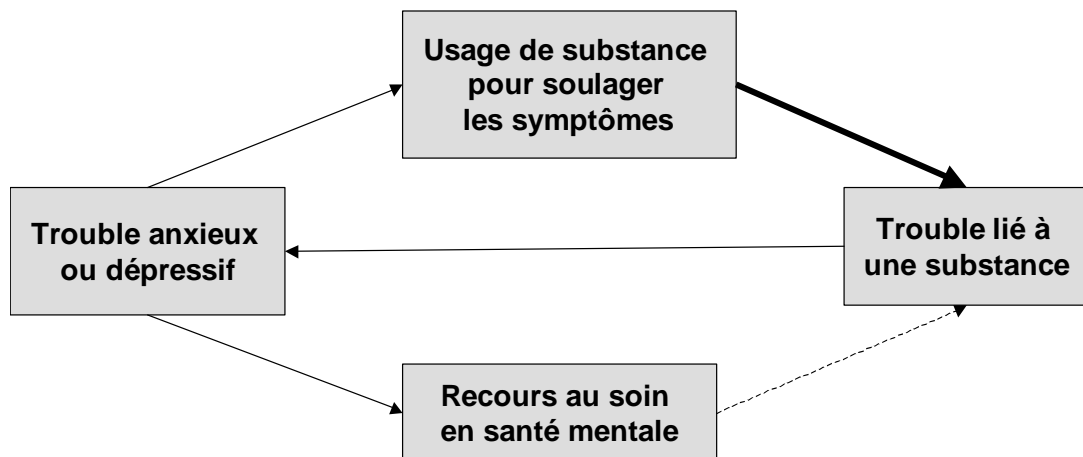 Usage de substance
pour soulager
les symptômes
Trouble anxieux
ou dépressif
Trouble lié à
une substance
Recours au soin
en santé mentale